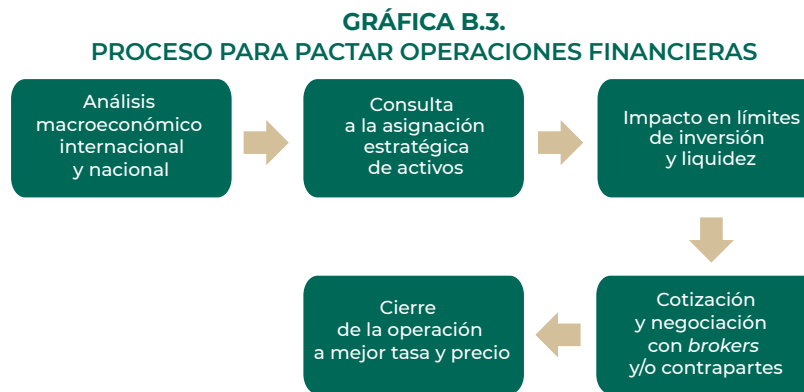 GRÁFICA B.3.
PROCESO PARA PACTAR OPERACIONES FINANCIERAS
Análisis
macroeconómico
internacional
y nacional
Consulta
a la asignación
estratégica
de activos
Impacto en límites
de inversión
y liquidez
Cotización
y negociación
con brokers
y/o contrapartes
Cierre
de la operación
a mejor tasa y precio